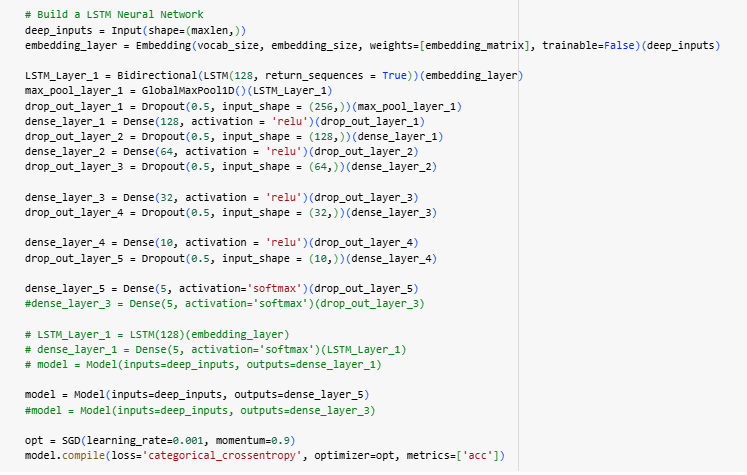 # Build a LSTM Neural Network
deep_inputs = Input(shape=(maxlen,))
embedding_layer = Embedding(vocab_size, embedding_size, weights=[embedding_matrix], trainable=False)(deep_inputs)
LSTM_Layer_1 = Bidirectional(LSTM(128, return_sequences = True))(embedding_layer)
max_pool_layer_1 = GlobalMaxPool1D()(LSTM_Layer_1)
drop_out_layer_1 = Dropout(0.5, input_shape = (256,))(max_pool_layer_1)
dense_layer_1 = Dense(128, activation = 'relu')(drop_out_layer_1)
drop_out_layer_2 = Dropout(0.5, input_shape = (128,))(dense_layer_1)
dense_layer_2 = Dense(64, activation = 'relu')(drop_out_layer_2)
drop_out_layer_3 = Dropout(0.5, input_shape = (64,))(dense_layer_2)
dense_layer_3 = Dense(32, activation = 'relu')(drop_out_layer_3)
drop_out_layer_4 = Dropout(0.5, input_shape = (32,))(dense_layer_3)
dense_layer_4 = Dense(10, activation = 'relu')(drop_out_layer_4)
drop_out_layer_5 = Dropout(0.5, input_shape = (10,))(dense_layer_4)
dense_layer_5 = Dense(5, activation='softmax')(drop_out_layer_5)
#dense_layer_3 = Dense(5, activation='softmax')(drop_out_layer_3)
# LSTM_Layer_1 = LSTM(128)(embedding_layer)
# dense_layer_1 = Dense(5, activation='softmax')(LSTM_Layer_1)
# model = Model(inputs=deep_inputs, outputs=dense_layer_1)
model = Model(inputs=deep_inputs, outputs=dense_layer_5)
#model = Model(inputs=deep_inputs, outputs=dense_layer_3)
opt = SGD(learning_rate=0.001, momentum=0.9)
model.compile(loss='categorical_crossentropy', optimizer=opt, metrics=['acc'])